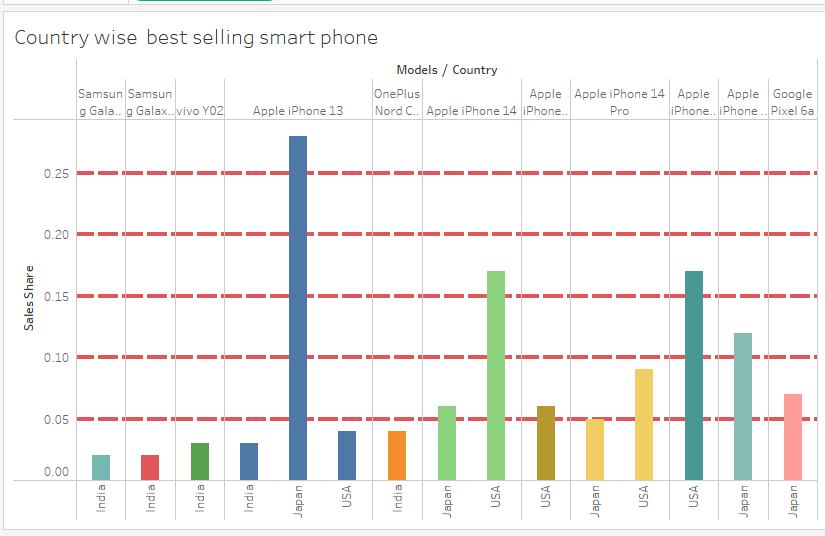 Country wise best selling smart phone
Models / Country
Samsun
g Gala..
Samsun
g Galax..
vivo Y02
Apple iPhone 13
OnePlus
Nord C..
Apple iPhone 14
Apple
iPhone..
Apple iPhone 14
Pro
Apple
iPhone..
Apple
iPhone ..
Google
Pixel 6a
Sales Share
0.25
0.20
0.15
0.10
0.05
0.00
India
India
India
India
Japan
USA
India
Japan
USA
USA
Japan
USA
USA
Japan
Japan